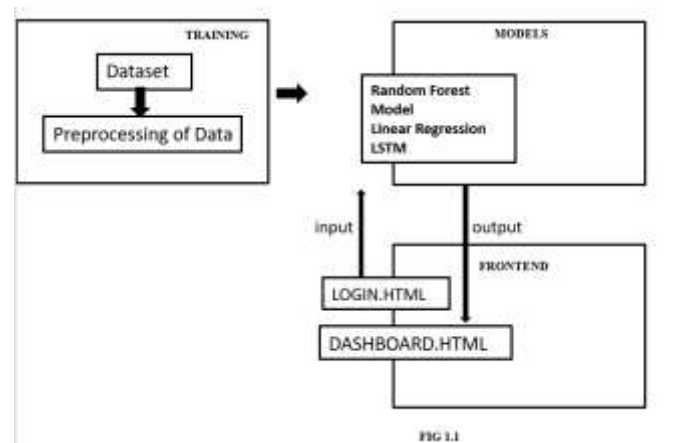 TRAINING
Dataset
Preprocessing of Data
MODELS
Random Forest
Model
Linear Regression
LSTM
input
output
FRONTEND
LOGIN.HTML
DASHBOARD.HTML
FIG 1.1